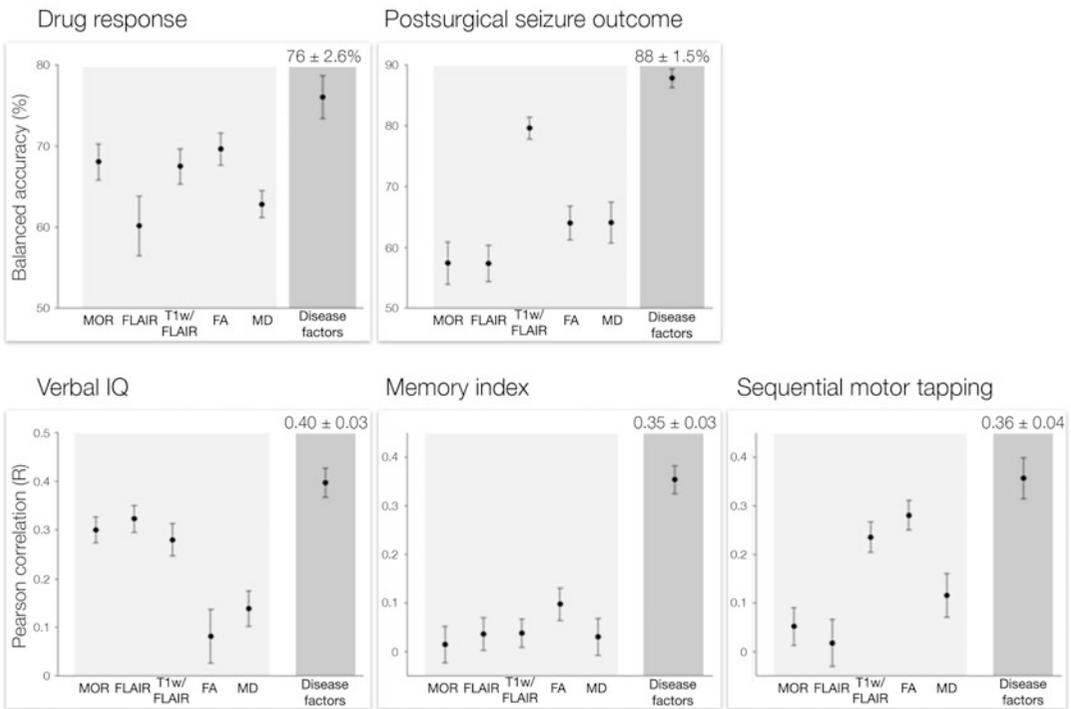 Drug response
Postsurgical seizure outcome
76 ± 2.6%
88 ± 1.5%
Balanced accuracy (%)
80
70
60
50
90
80
70
60
50
MOR FLAIR T1w/ FLAIR FA MD Disease factors
MOR FLAIR T1w/ FLAIR FA MD Disease factors
Verbal IQ
Memory index
Sequential motor tapping
0.40 ± 0.03
0.35 ± 0.03
0.36 ± 0.04
Pearson correlation (R)
0.5
0.4
0.3
0.2
0.1
0
0.4
0.3
0.2
0.1
0
0.4
0.3
0.2
0.1
0
MOR FLAIR T1w/ FLAIR FA MD Disease factors
MOR FLAIR T1w/ FLAIR FA MD Disease factors
MOR FLAIR T1w/ FLAIR FA MD Disease factors